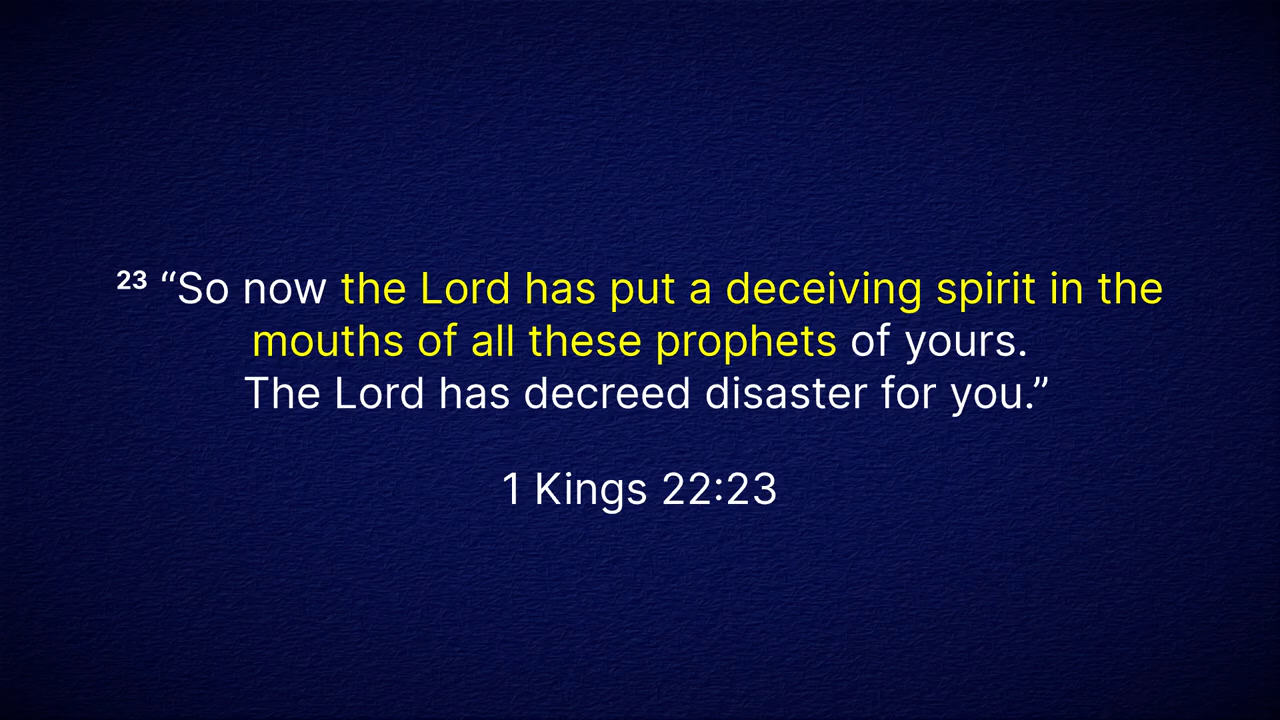 23 “So now the Lord has put a deceiving spirit in the
mouths of all these prophets of yours.
The Lord has decreed disaster for you.”
1 Kings 22:23